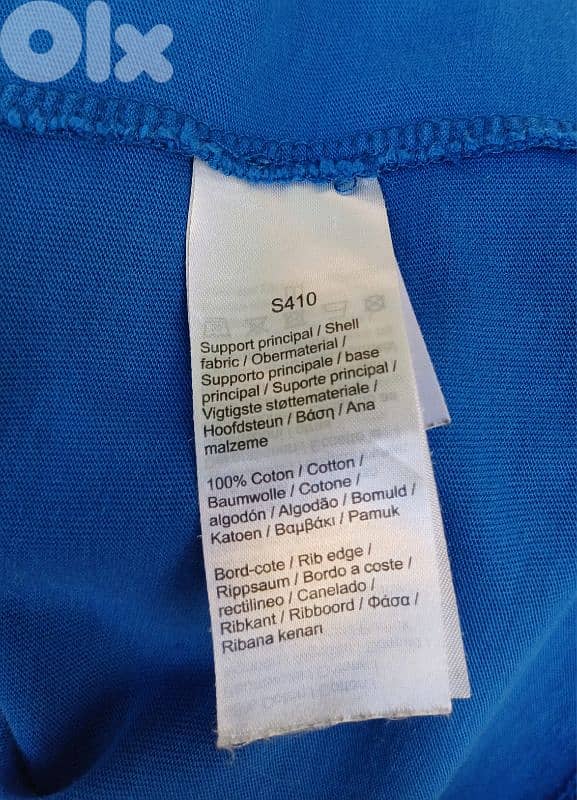 Olx
S410
Support principal / Shell
fabric / Obermaterial /
Supporto principale / base
principal / Suporte principal /
Vigtigste støttemateriale /
Hoofdsteun / Βάση / Ana
malzeme
100% Coton / Cotton /
Baumwolle / Cotone /
algodón / Algodão / Bomuld /
Katoen / Βαμβάκι / Pamuk
Bord-cote / Rib edge /
Rippsaum / Bordo a coste /
rectilineo / Canelado /
Ribkant / Ribboord / Φάσα /
Ribana kenarı